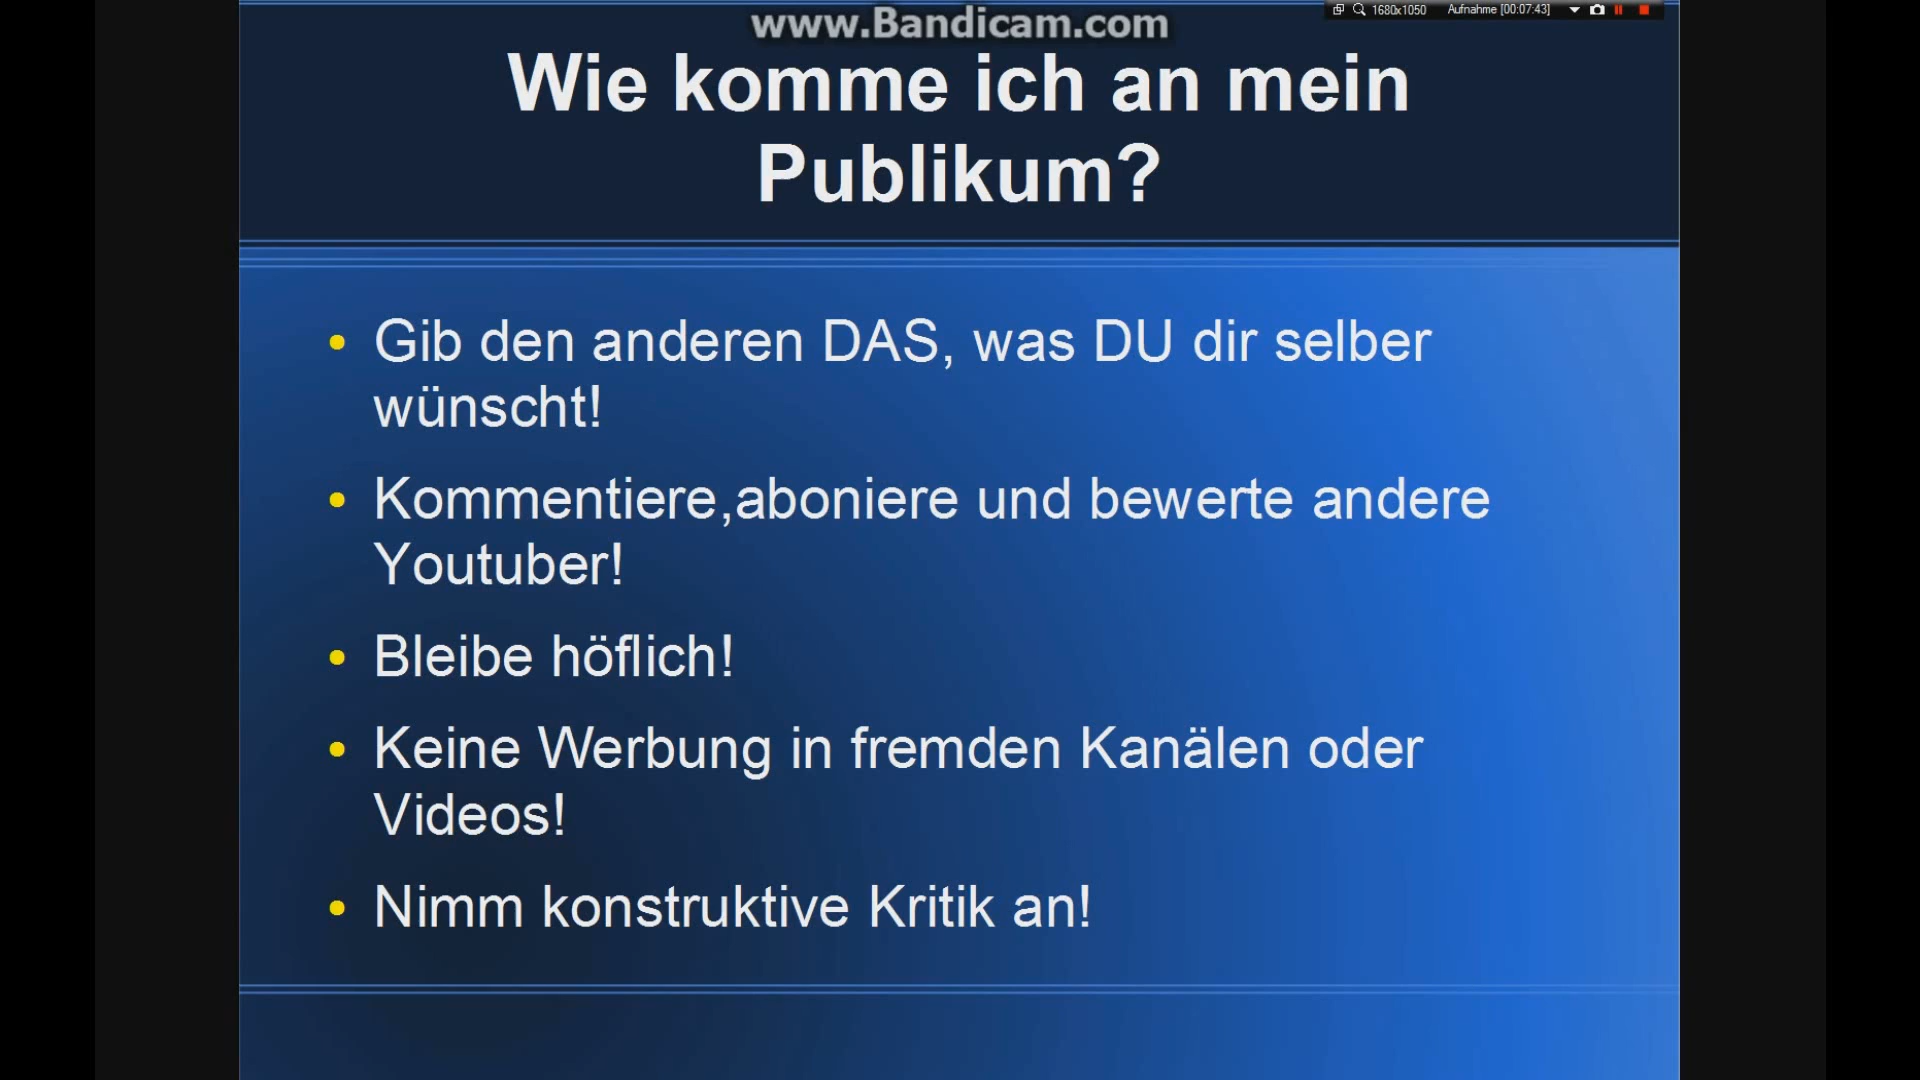 www.Bandicam.com
1680x1050 Aufnahme [00:07:43]
Wie komme ich an mein
Publikum?
Gib den anderen DAS, was DU dir selber
wünscht!
Kommentiere,aboniere und bewerte andere
Youtuber!
Bleibe höflich!
Keine Werbung in fremden Kanälen oder
Videos!
Nimm konstruktive Kritik an!